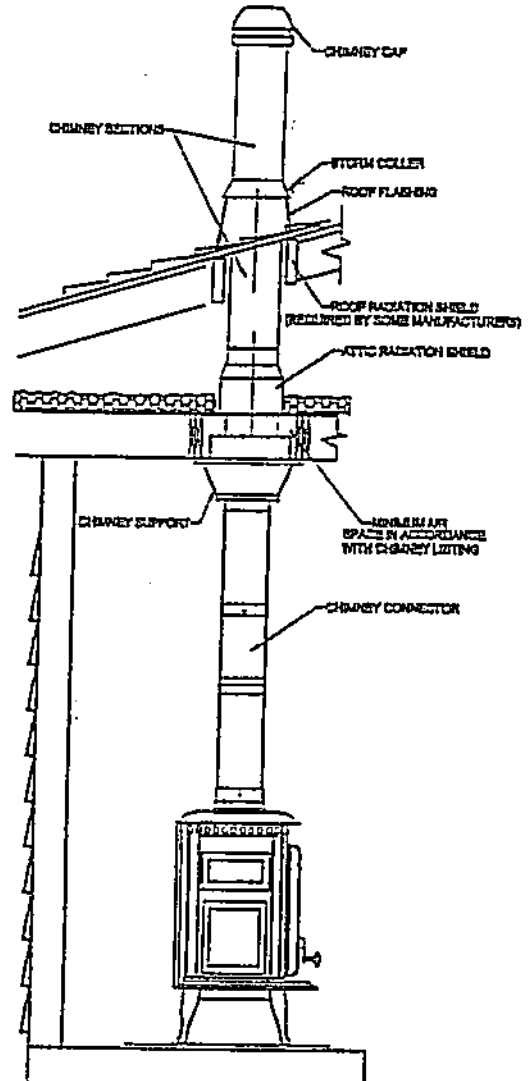 CHIMNEY CAP
CHIMNEY SECTIONS
STORM COLLER
ROOF FLASHING
ROOF RADIATION SHIELD
(REQUIRED BY SOME MANUFACTURERS)
ATTIC RADIATION SHIELD
CHIMNEY SUPPORT
MINIMUM AIR
SPACE IN ACCORDANCE
WITH CHIMNEY LISTING
CHIMNEY CONNECTOR